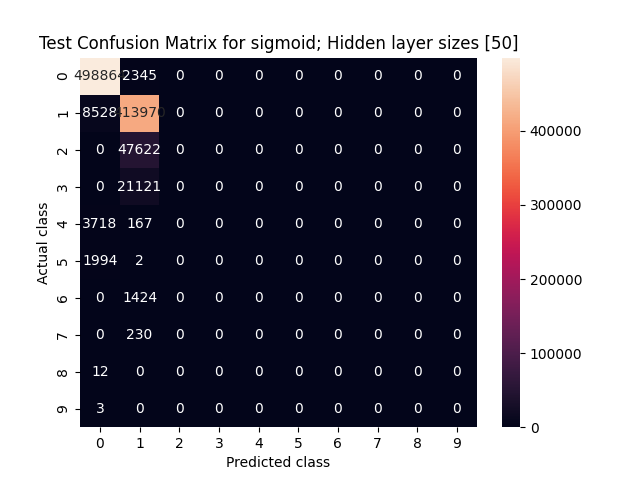 Test Confusion Matrix for sigmoid; Hidden layer sizes [50]
0 498864 2345 0 0 0 0 0 0 0 0
1 8528 413970 0 0 0 0 0 0 0 0
2 0 47622 0 0 0 0 0 0 0 0
3 0 21121 0 0 0 0 0 0 0 0
4 3718 167 0 0 0 0 0 0 0 0
5 1994 2 0 0 0 0 0 0 0 0
6 0 1424 0 0 0 0 0 0 0 0
7 0 230 0 0 0 0 0 0 0 0
8 12 0 0 0 0 0 0 0 0 0
9 3 0 0 0 0 0 0 0 0 0
0 1 2 3 4 5 6 7 8 9
Predicted class
Actual class
400000
300000
200000
100000
0